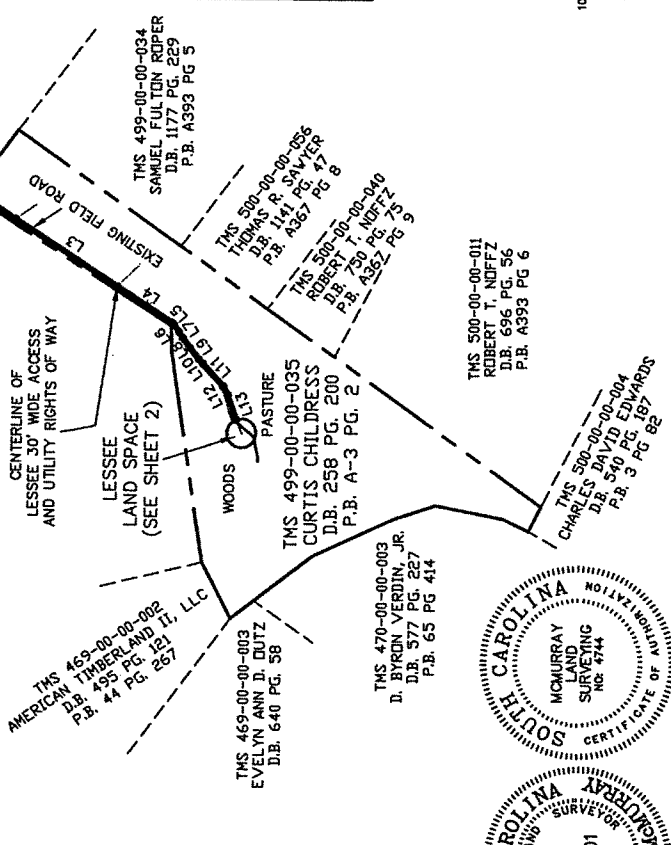 CENTERLINE OF
LESSEE 30' WIDE ACCESS
AND UTILITY RIGHTS OF WAY
LESSEE
LAND SPACE
(SEE SHEET 2)
EXISTING FIELD ROAD
L3
L4
L5
L7
L6
L8
L9
L10
L11
L12
L13
WOODS
PASTURE
TMS 499-00-00-034
SAMUEL FULTON ROPER
D.B. 1177 PG. 229
P.B. A393 PG 5
TMS 500-00-00-056
THOMAS R. SAWYER
D.B. 1141 PG. 47
P.B. A367 PG 8
TMS 500-00-00-040
ROBERT T. NOFFZ
D.B. 750 PG. 75
P.B. A367 PG 9
TMS 500-00-00-011
ROBERT T. NOFFZ
D.B. 696 PG. 56
P.B. A393 PG 6
TMS 499-00-00-035
CURTIS CHILDRESS
D.B. 258 PG. 200
P.B. A-3 PG. 2
TMS 469-00-00-002
AMERICAN TIMBERLAND II, LLC
D.B. 495 PG. 121
P.B. 44 PG. 267
TMS 469-00-00-003
EVELYN ANN D. DUTZ
D.B. 640 PG. 58
TMS 470-00-00-003
D. BYRON VERDIN, JR.
D.B. 577 PG. 227
P.B. 65 PG 414
TMS 500-00-00-004
CHARLES DAVID EDWARDS
D.B. 540 PG. 187
P.B. 3 PG 82
SOUTH CAROLINA
MCMURRAY
LAND
SURVEYING
NO: 4744
CERTIFICATE OF AUTHORIZATION
ROLINA
SURVEYOR
MCMURRAY
10